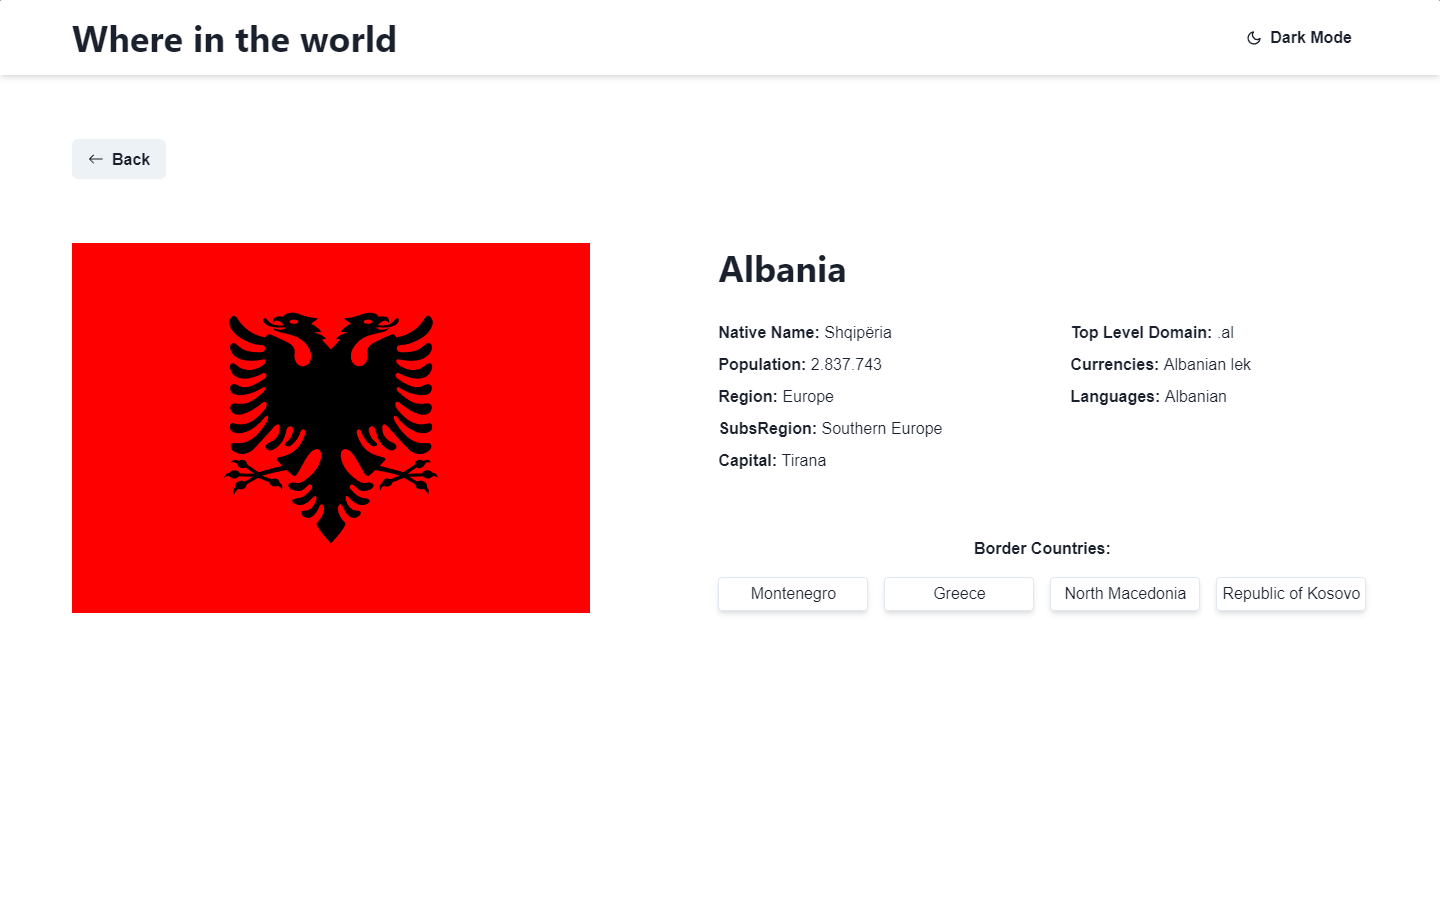 Where in the world
Dark Mode
Back
Albania
Native Name: Shqipëria
Population: 2.837.743
Region: Europe
SubsRegion: Southern Europe
Capital: Tirana
Top Level Domain: .al
Currencies: Albanian lek
Languages: Albanian
Border Countries:
Montenegro
Greece
North Macedonia
Republic of Kosovo